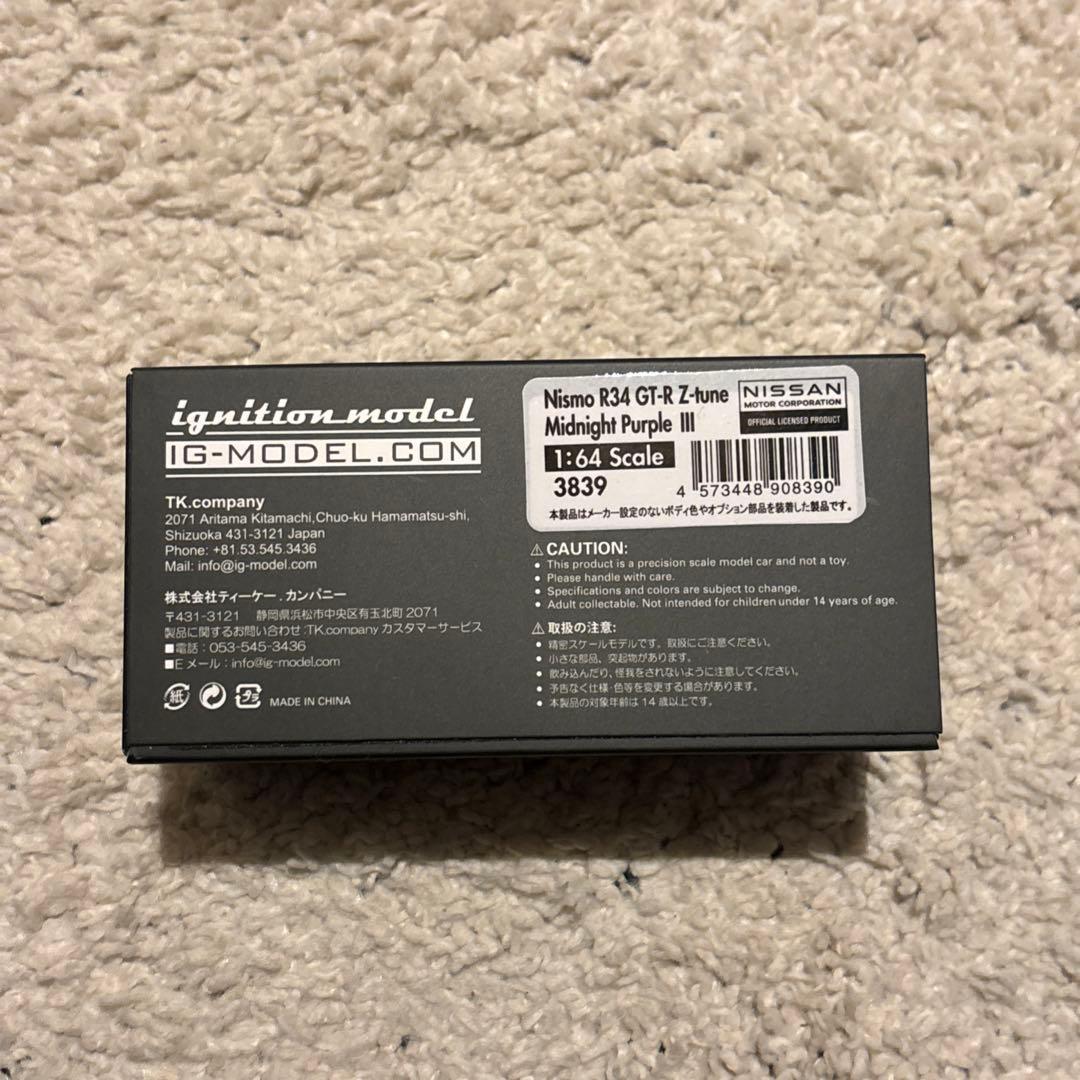 ignition model
IG-MODEL.COM
TK.company
2071 Aritama Kitamachi,Chuo-ku Hamamatsu-shi,
Shizuoka 431-3121 Japan
Phone: +81.53.545.3436
Mail: info@ig-model.com
株式会社ティーケー . カンパニー
〒431-3121 静岡県浜松市中央区有玉北町 2071
製品に関するお問い合わせ :TK.company カスタマーサービス
■電話 : 053-545-3436
■E メール : info@ig-model.com
紙 プラ MADE IN CHINA
Nismo R34 GT-R Z-tune
Midnight Purple III
1:64 Scale
3839
NISSAN
MOTOR CORPORATION
OFFICIAL LICENSED PRODUCT
4 573448 908390
本製品はメーカー設定のないボディ色やオプション部品を装着した製品です。
⚠ CAUTION:
• This product is a precision scale model car and not a toy.
• Please handle with care.
• Specifications and colors are subject to change.
• Adult collectable. Not intended for children under 14 years of age.
⚠ 取扱の注意:
• 精密スケールモデルです。取扱にご注意ください。
• 小さな部品、突起物があります。
• 飲み込んだり、怪我をされないように注意してください。
• 予告なく仕様・色等を変更する場合があります。
• 本製品の対象年齢は 14 歳以上です。